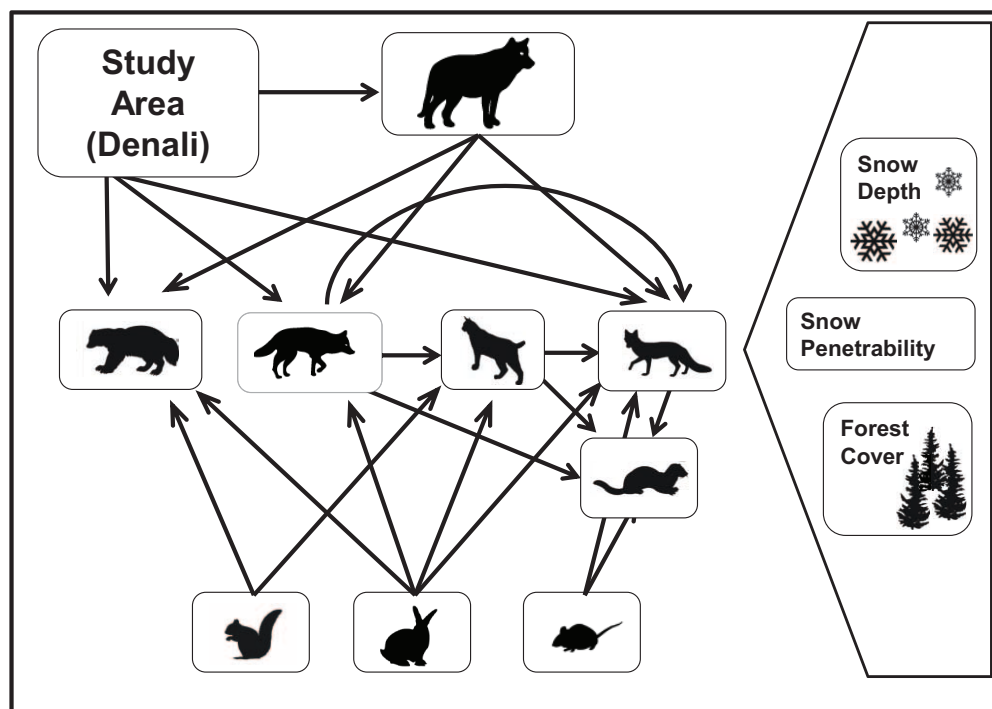 Study
Area
(Denali)
Snow
Depth
Snow
Penetrability
Forest
Cover